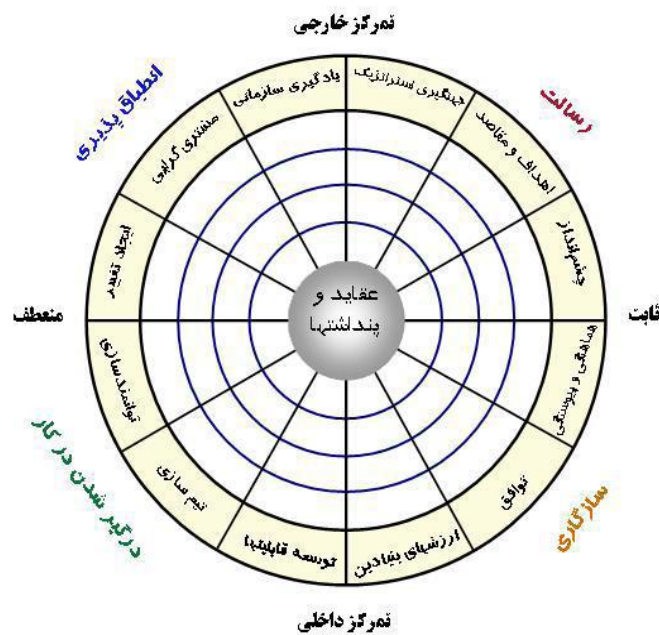 تمرکز خارجی
انطباق پذیری
رسالت
یادگیری سازمانی
جهتگیری استراتژیک
مشتری گرایی
اهداف و مقاصد
ایجاد تغییر
چشم‌انداز
عقاید و
پنداشتها
منعطف
ثابت
توانمندسازی
هماهنگی و پیوستگی
تیم سازی
توافق
توسعه قابلیتها
ارزشهای بنیادین
درگیر شدن در کار
سازگاری
تمرکز داخلی